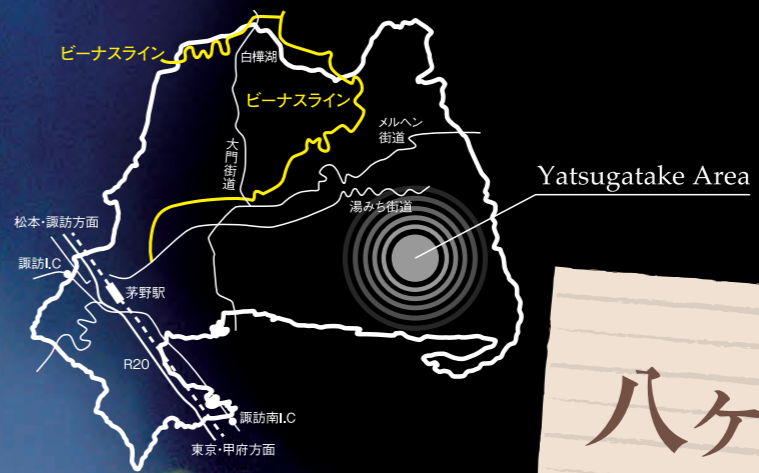 ビーナスライン
白樺湖
ビーナスライン
メルヘン
街道
大門街道
Yatsugatake Area
湯みち街道
松本・諏訪方面
諏訪I.C
茅野駅
R20
諏訪南I.C
東京・甲府方面
八ケ